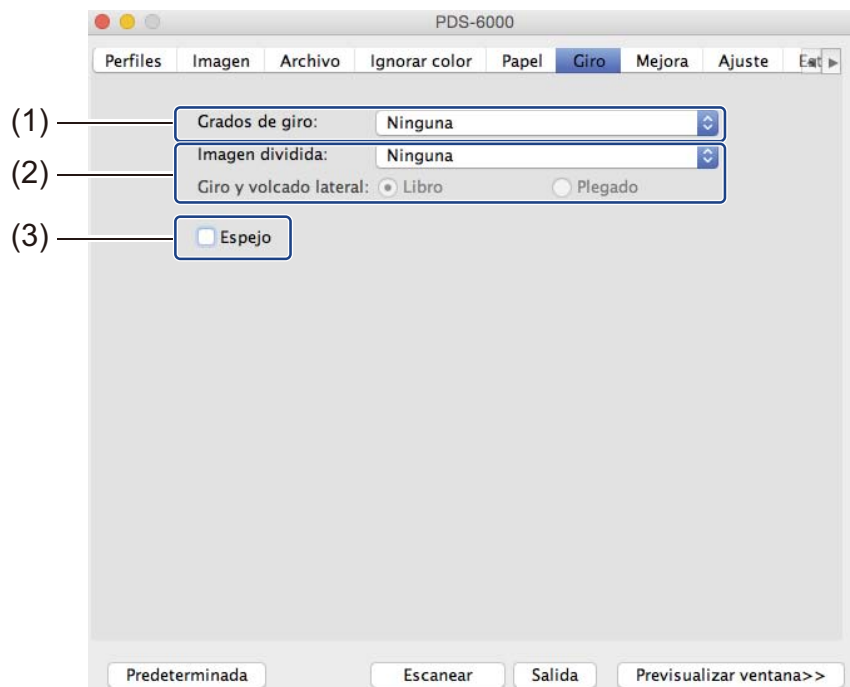 PDS-6000
Perfiles Imagen Archivo Ignorar color Papel Giro Mejora Ajuste
(1) Grados de giro: Ninguna
(2) Imagen dividida: Ninguna
Giro y volcado lateral: Libro Plegado
(3) Espejo
Predeterminada Escanear Salida Previsualizar ventana>>